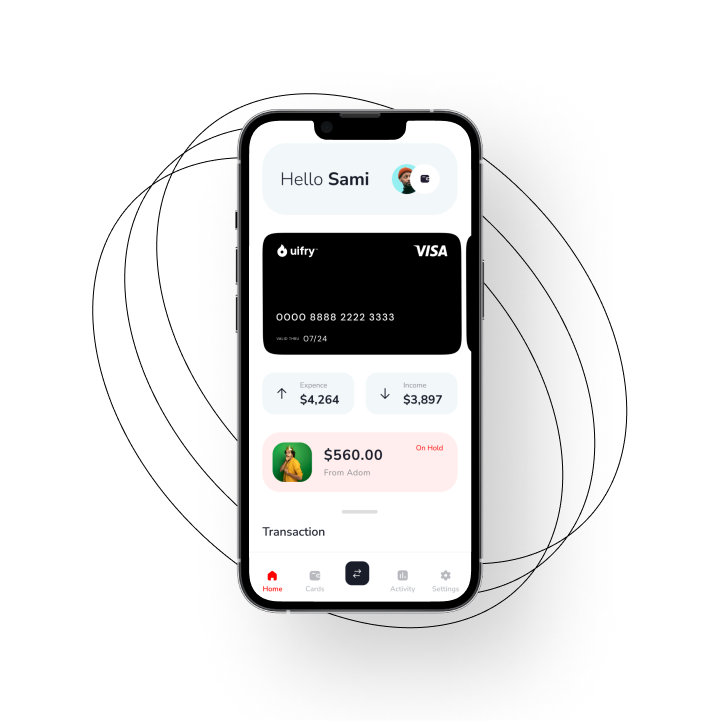 Hello Sami
uifry
VISA
0000 8888 2222 3333
VALID THRU 07/24
Expence
$4,264
Income
$3,897
$560.00
On Hold
From Adom
Transaction
Home
Cards
Activity
Settings